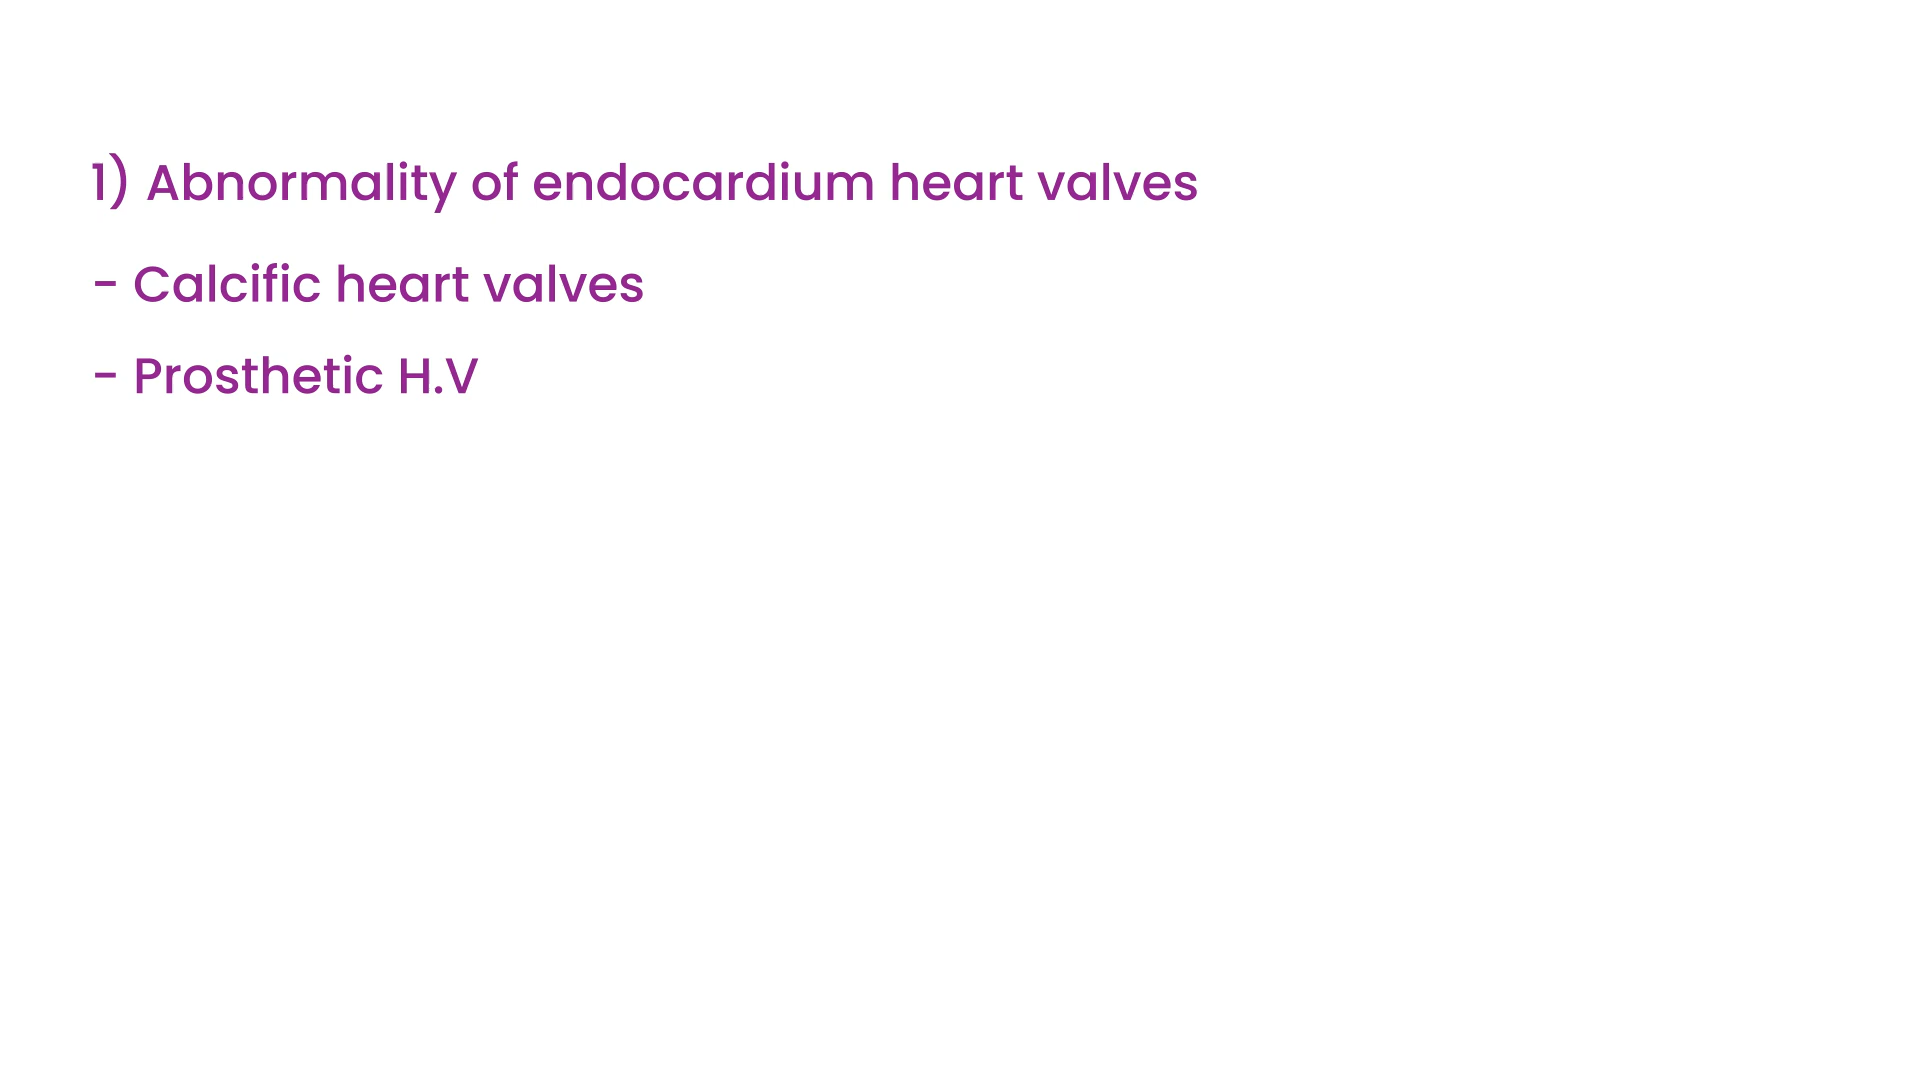 1) Abnormality of endocardium heart valves
- Calcific heart valves
- Prosthetic H.V